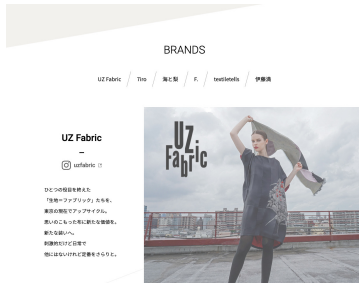 BRANDS
UZ Fabric
Tiro
海と梨
F.
textiletells
伊藤潰
UZ Fabric
uzfabric
ひとつの役目を終えた
「生地=ファブリック」たちを、
東京の現在でアップサイクル。
思いのこもった布に新たな価値を。
新たな装いへ。
刺激的だけど日常で
他にはないけれど定番をさらりと。
UZ
Fabric